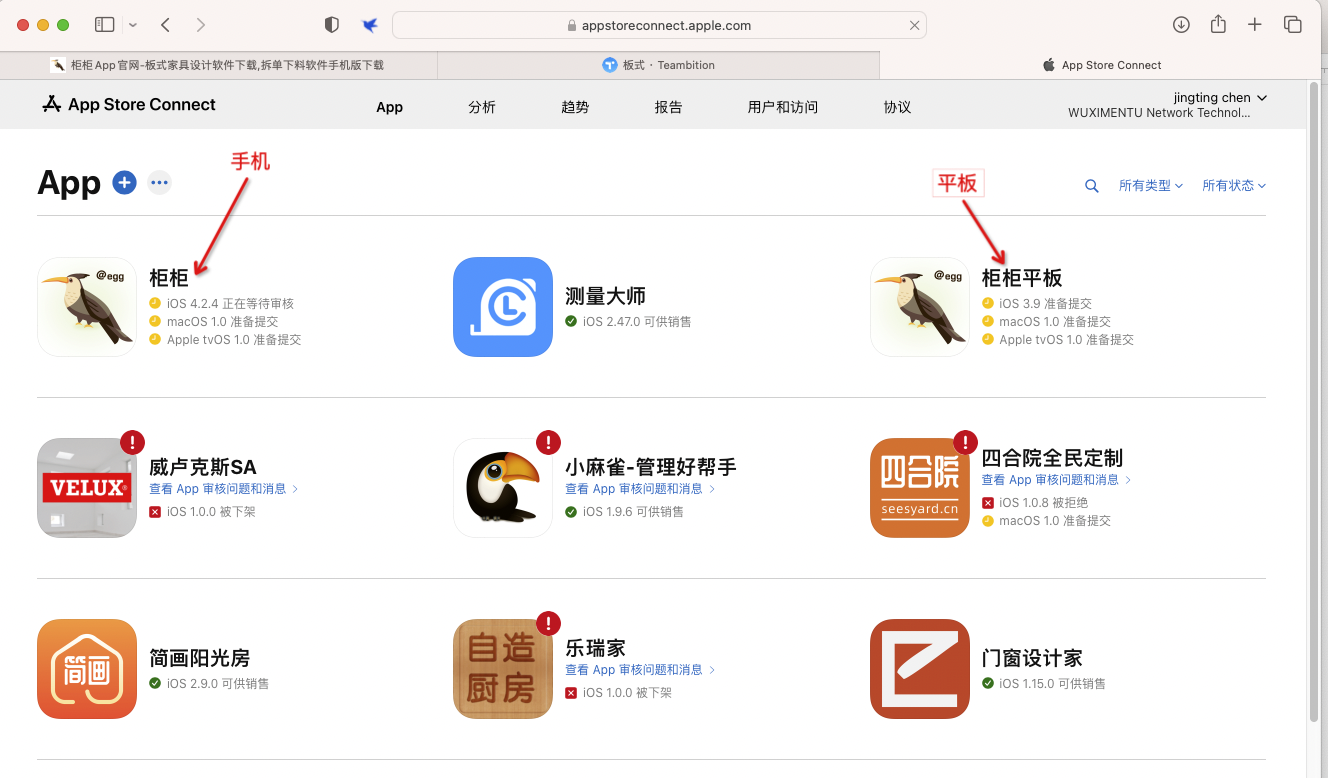 appstoreconnect.apple.com
柜柜App官网-板式家具设计软件下载,拆单下料软件手机版下载
板式 · Teambition
App Store Connect
App Store Connect
App
分析
趋势
报告
用户和访问
协议
jingting chen
WUXIMENTU Network Technol...
手机
App
平板
所有类型
所有状态
@egg
柜柜
iOS 4.2.4 正在等待审核
macOS 1.0 准备提交
Apple tvOS 1.0 准备提交
测量大师
iOS 2.47.0 可供销售
@egg
柜柜平板
iOS 3.9 准备提交
macOS 1.0 准备提交
Apple tvOS 1.0 准备提交
VELUX®
威卢克斯SA
查看 App 审核问题和消息
iOS 1.0.0 被下架
小麻雀-管理好帮手
查看 App 审核问题和消息
iOS 1.9.6 可供销售
四合院
seesyard.cn
四合院全民定制
查看 App 审核问题和消息
iOS 1.0.8 被拒绝
macOS 1.0 准备提交
简画
简画阳光房
iOS 2.9.0 可供销售
自造
厨房
乐瑞家
查看 App 审核问题和消息
iOS 1.0.0 被下架
门窗设计家
iOS 1.15.0 可供销售